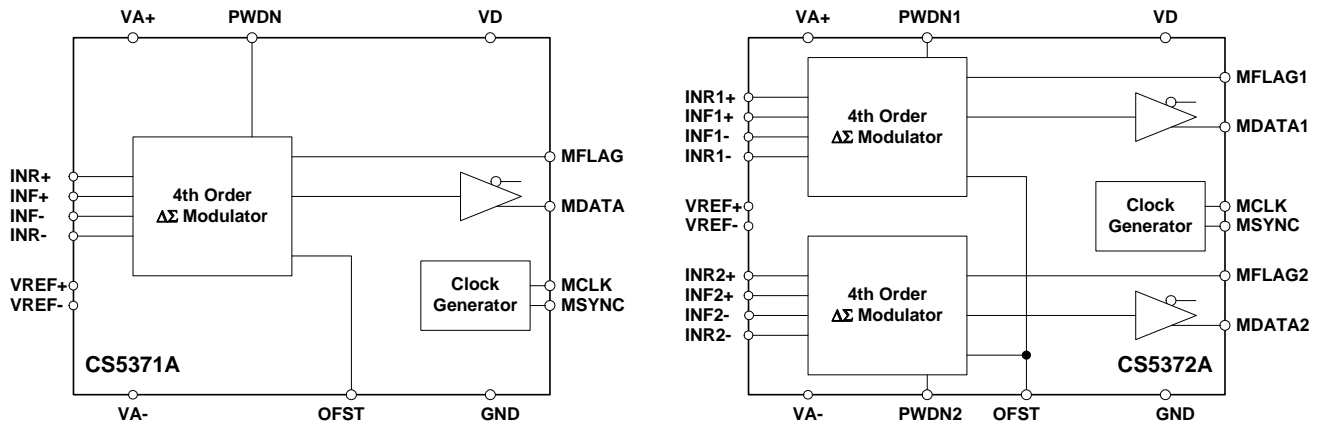 VA+
PWDN
VD
4th Order
ΔΣ Modulator
INR+
INF+
INF-
INR-
VREF+
VREF-
MFLAG
MDATA
Clock
Generator
MCLK
MSYNC
CS5371A
VA-
OFST
GND
VA+
PWDN1
VD
INR1+
INF1+
INF1-
INR1-
4th Order
ΔΣ Modulator
MFLAG1
MDATA1
VREF+
VREF-
Clock
Generator
MCLK
MSYNC
INR2+
INF2+
INF2-
INR2-
4th Order
ΔΣ Modulator
MFLAG2
MDATA2
CS5372A
VA-
PWDN2
OFST
GND